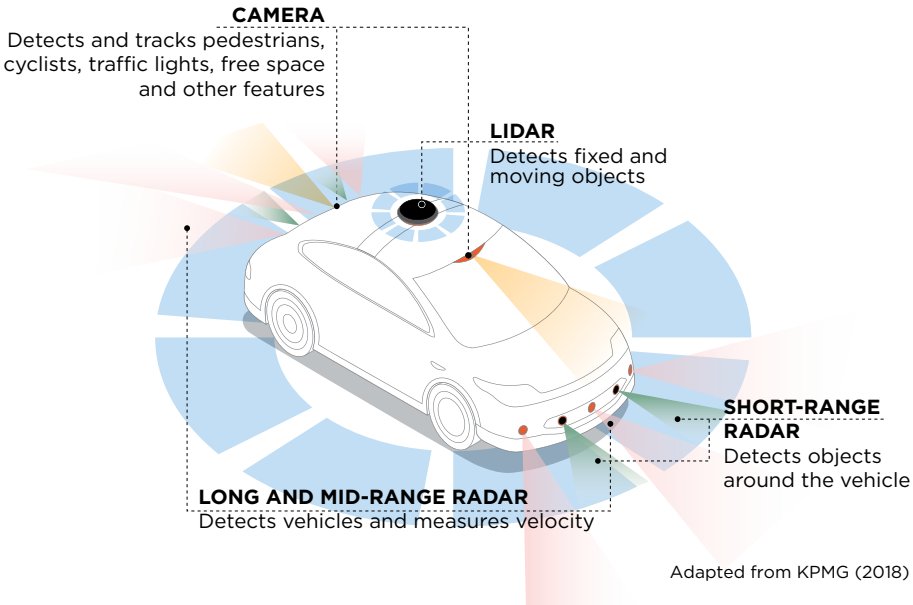 CAMERA
Detects and tracks pedestrians,
cyclists, traffic lights, free space
and other features
LIDAR
Detects fixed and
moving objects
SHORT-RANGE
RADAR
Detects objects
around the vehicle
LONG AND MID-RANGE RADAR
Detects vehicles and measures velocity
Adapted from KPMG (2018)